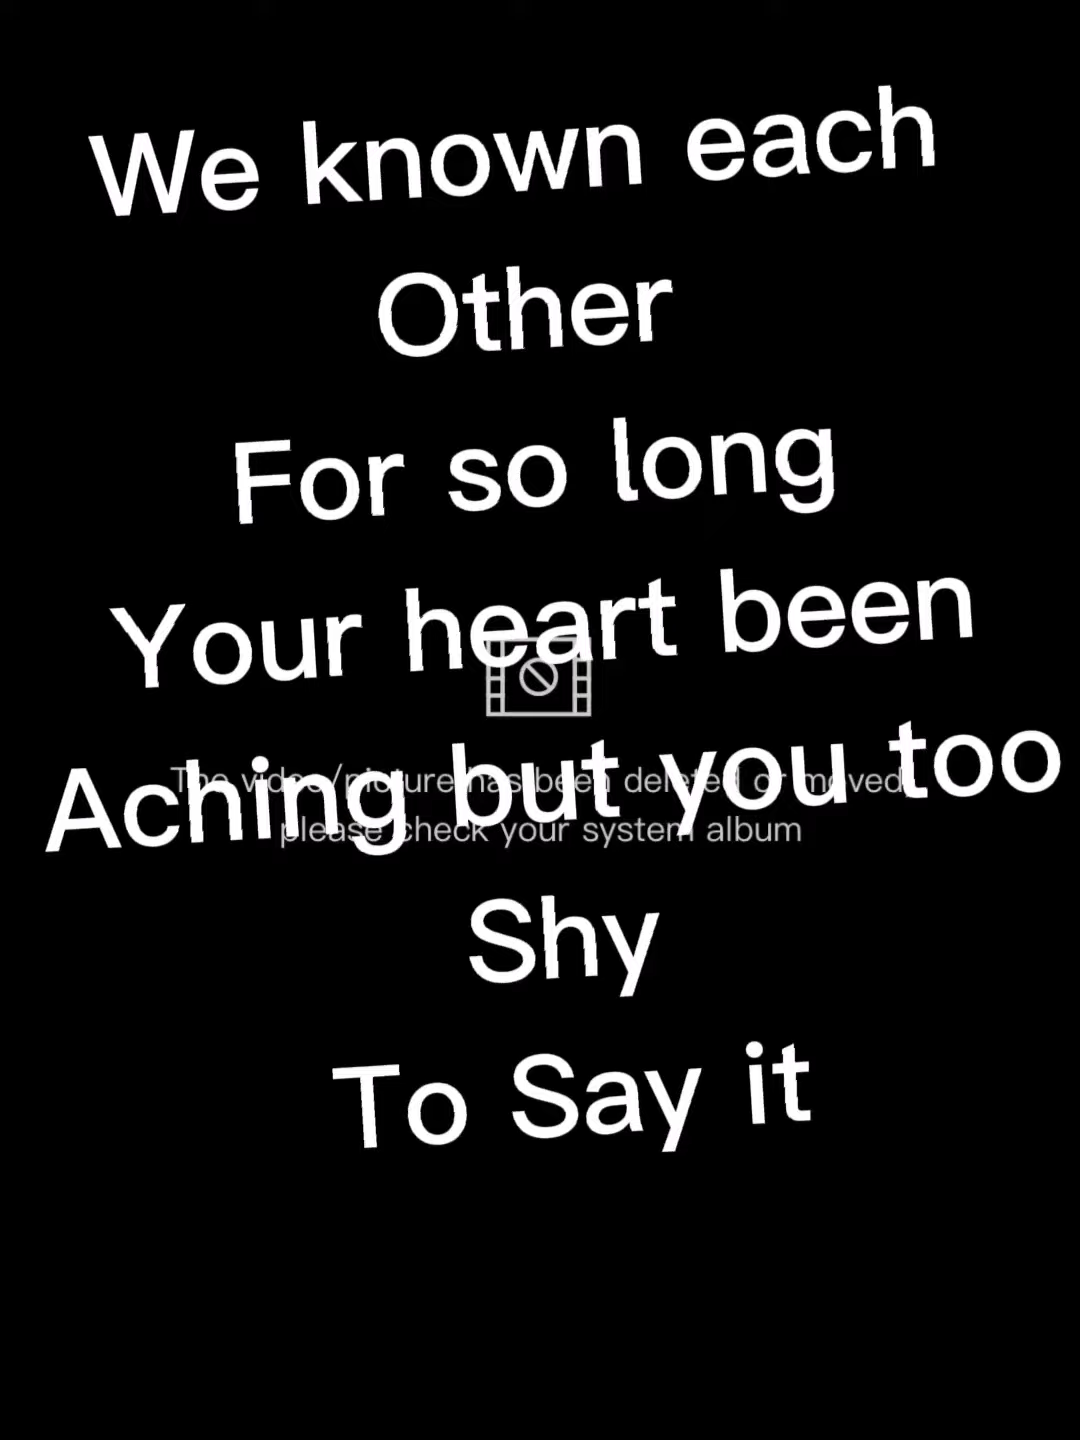 We known each
Other
For so long
Your heart been
Aching but you too
Shy
To Say it
The video/picture has been deleted or moved
please check your system album